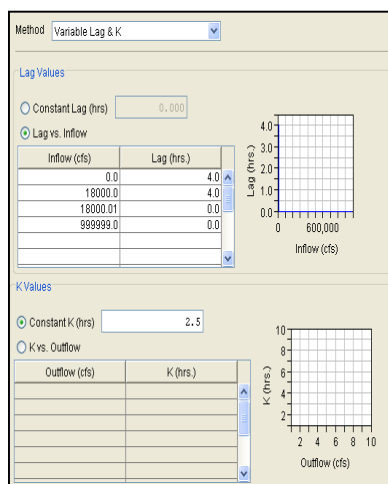 Method Variable Lag & K
Lag Values
Constant Lag (hrs) 0.000
Lag vs. Inflow
Inflow (cfs) Lag (hrs.)
0.0 4.0
18000.0 4.0
18000.01 0.0
999999.0 0.0
4.0
3.0
2.0
1.0
0.0
Lag (hrs.)
0 600,000
Inflow (cfs)
K Values
Constant K (hrs) 2.5
K vs. Outflow
Outflow (cfs) K (hrs.)
10
8
6
4
2
K (hrs.)
2 4 6 8 10
Outflow (cfs)